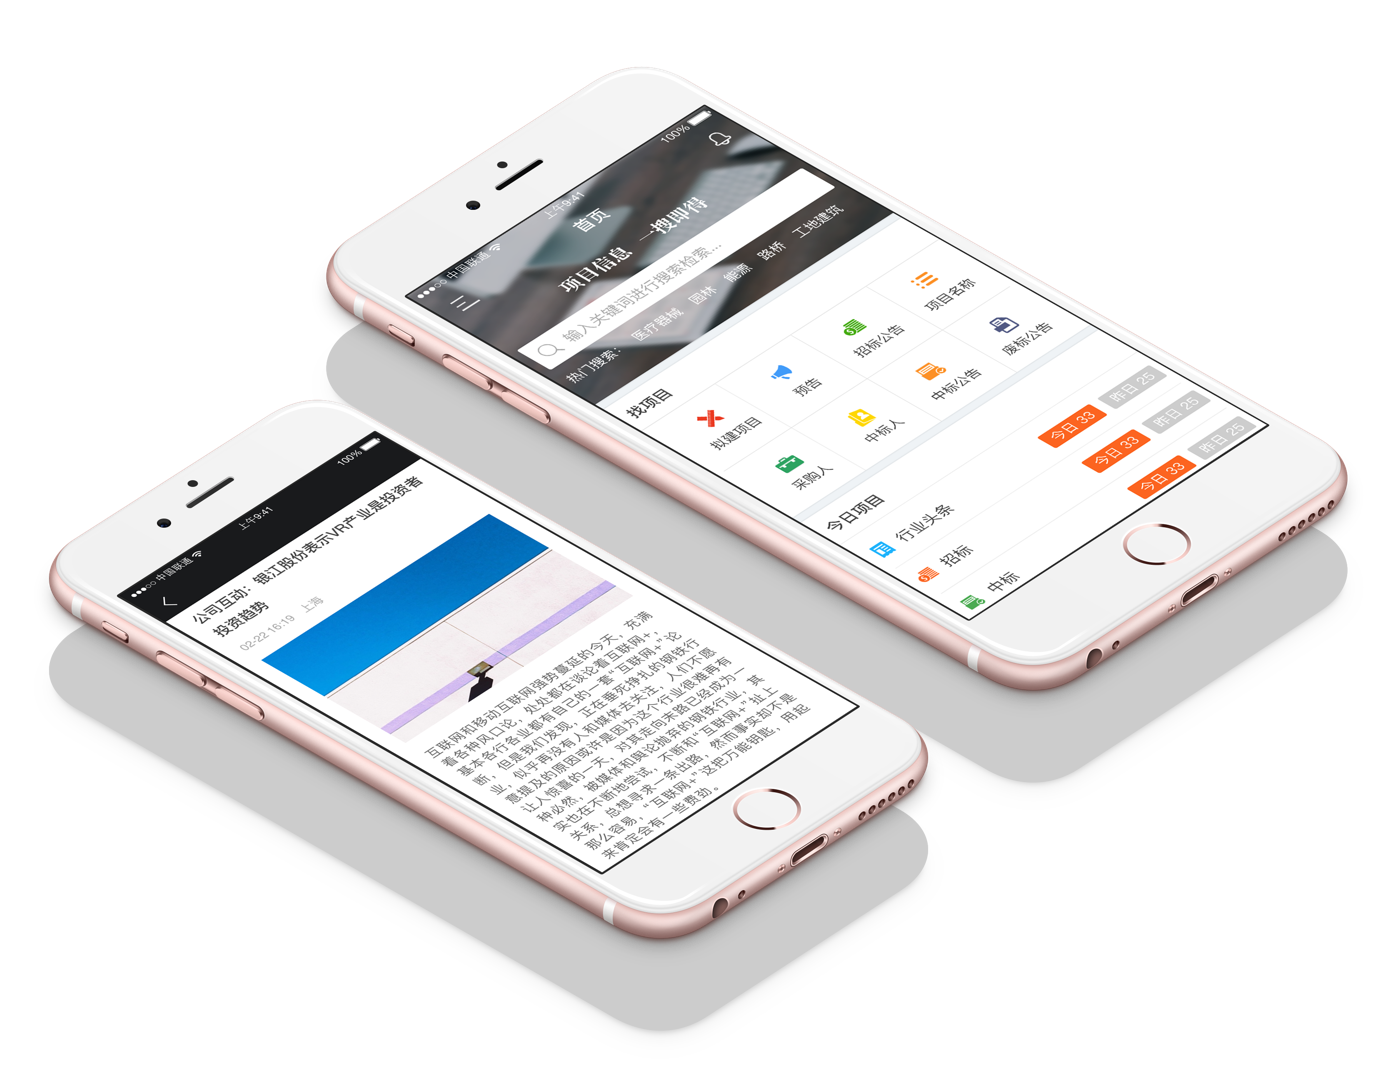 中国联通
上午9:41
100%
首页
项目信息 一搜即得
输入关键词进行搜索检索...
热门搜索: 医疗器械 园林 能源 路桥 工地建筑
找项目
拟建项目
预告
招标公告
项目名称
采购人
中标人
中标公告
废标公告
今日项目
行业头条
今日 33
昨日 25
招标
今日 33
昨日 25
中标
今日 33
昨日 25
中国联通
上午9:41
100%
公司互动：银江股份表示VR产业是投资者
投资趋势
02-22 16:19 上海
互联网和移动互联网强势蔓延的今天，充满
着各种风口论，处处都在谈论着互联网+，
基本各行各业都有自己的一套“互联网+”论
断，但是我们发现，正在垂死挣扎的钢铁行
业，似乎再没有人和媒体去关注，人们不愿
意提及的原因或许是因为这个行业很难再有
让人惊喜的一天，对其走向末路已经成为一
种必然，被媒体和舆论抛弃的钢铁行业，其
实也在不断地尝试，不断和“互联网+”扯上
关系，总想寻求一条出路，然而事实却不是
那么容易，“互联网+”这把万能钥匙，用起
来肯定会有一些费劲。